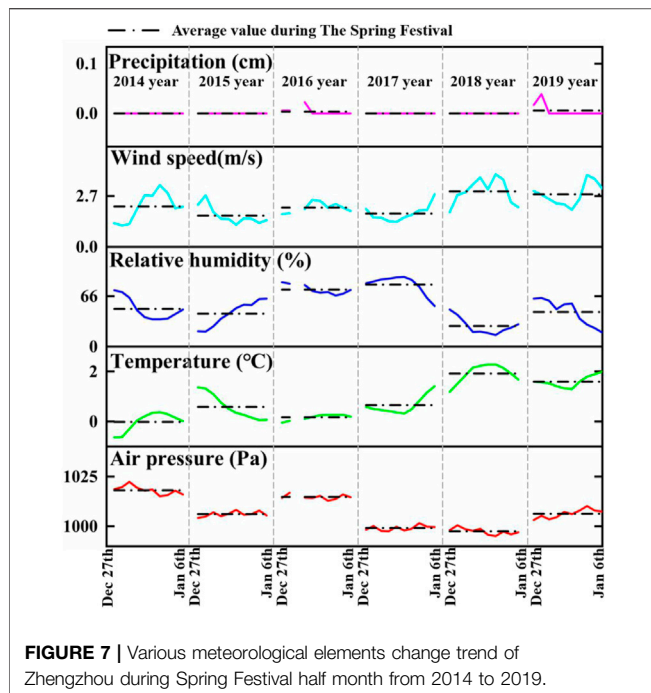 Average value during The Spring Festival
Precipitation (cm)
0.1
2014 year 2015 year 2016 year 2017 year 2018 year 2019 year
0.0
Wind speed(m/s)
2.7
0.0
Relative humidity (%)
66
0
Temperature (°C)
2
0
Air pressure (Pa)
1025
1000
Dec 27th
Jan 6th
Dec 27th
Jan 6th
Dec 27th
Jan 6th
Dec 27th
Jan 6th
Dec 27th
Jan 6th
Dec 27th
Jan 6th
FIGURE 7 | Various meteorological elements change trend of
Zhengzhou during Spring Festival half month from 2014 to 2019.